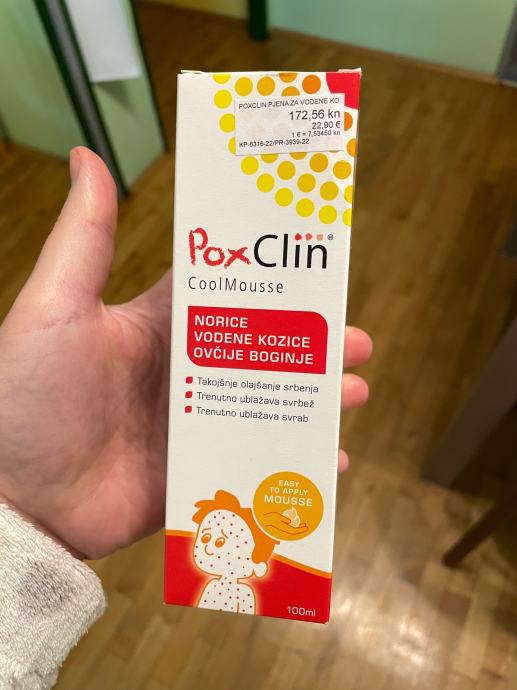 POXCLIN PJENA ZA VODENE KO
172,56 kn
22,90 €
1 € = 7,53450 kn
KP-6316-22/PR-3939-22
PoxClin®
CoolMousse
NORICE
VODENE KOZICE
OVČIJE BOGINJE
Takojšnje olajšanje srbenja
Trenutno ublažava svrbež
Trenutno ublažava svrab
EASY
TO APPLY
MOUSSE
100ml